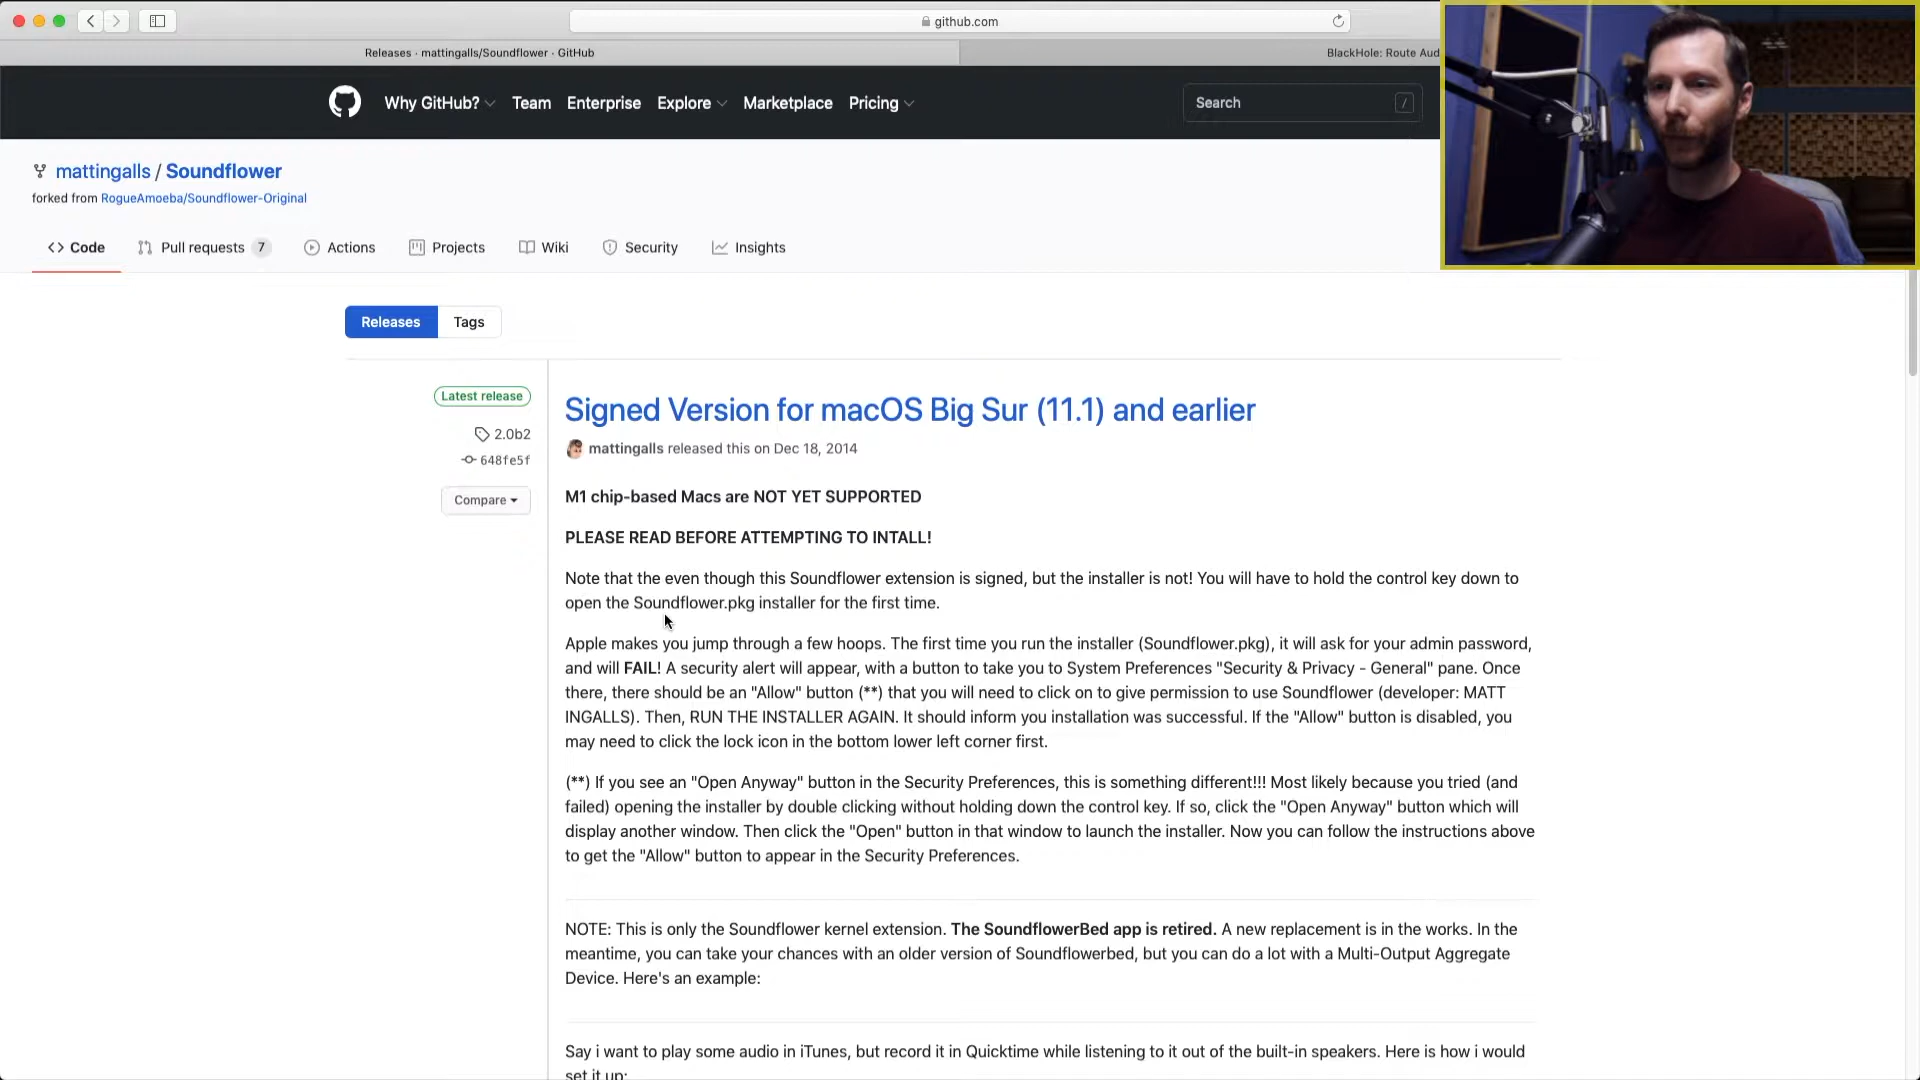 github.com
Releases · mattingalls/Soundflower · GitHub
BlackHole: Route Aud
Why GitHub?
Team
Enterprise
Explore
Marketplace
Pricing
Search
/
mattingalls / Soundflower
forked from RogueAmoeba/Soundflower-Original
Code
Pull requests 7
Actions
Projects
Wiki
Security
Insights
Releases
Tags
Latest release
2.0b2
648fe5f
Compare
Signed Version for macOS Big Sur (11.1) and earlier
mattingalls released this on Dec 18, 2014
M1 chip-based Macs are NOT YET SUPPORTED
PLEASE READ BEFORE ATTEMPTING TO INTALL!
Note that the even though this Soundflower extension is signed, but the installer is not! You will have to hold the control key down to
open the Soundflower.pkg installer for the first time.
Apple makes you jump through a few hoops. The first time you run the installer (Soundflower.pkg), it will ask for your admin password,
and will FAIL! A security alert will appear, with a button to take you to System Preferences "Security & Privacy - General" pane. Once
there, there should be an "Allow" button (**) that you will need to click on to give permission to use Soundflower (developer: MATT
INGALLS). Then, RUN THE INSTALLER AGAIN. It should inform you installation was successful. If the "Allow" button is disabled, you
may need to click the lock icon in the bottom lower left corner first.
(**) If you see an "Open Anyway" button in the Security Preferences, this is something different!!! Most likely because you tried (and
failed) opening the installer by double clicking without holding down the control key. If so, click the "Open Anyway" button which will
display another window. Then click the "Open" button in that window to launch the installer. Now you can follow the instructions above
to get the "Allow" button to appear in the Security Preferences.
NOTE: This is only the Soundflower kernel extension. The SoundflowerBed app is retired. A new replacement is in the works. In the
meantime, you can take your chances with an older version of Soundflowerbed, but you can do a lot with a Multi-Output Aggregate
Device. Here's an example:
Say i want to play some audio in iTunes, but record it in Quicktime while listening to it out of the built-in speakers. Here is how i would
set it up: